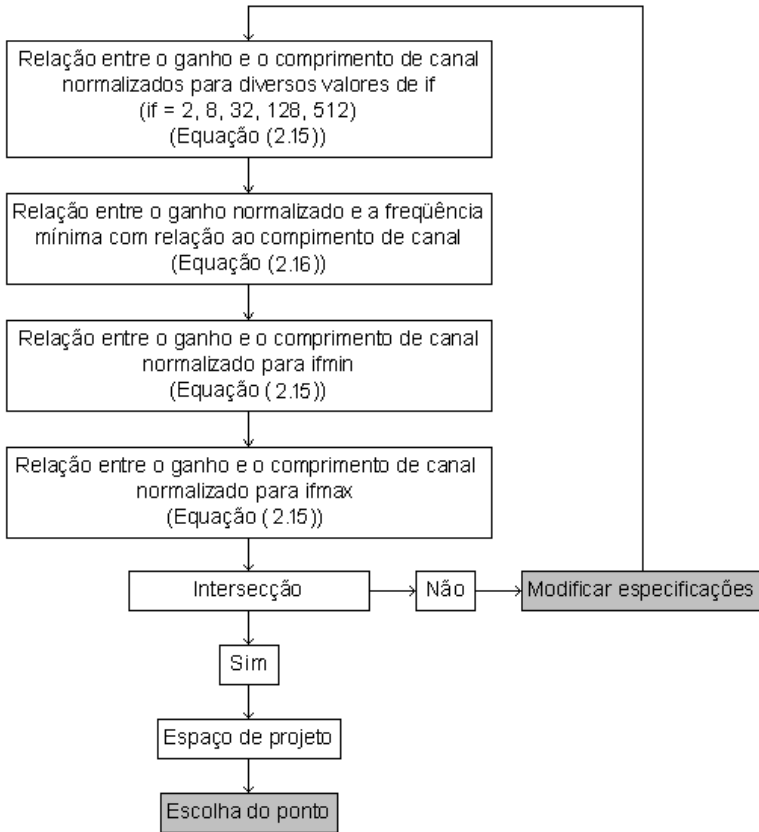 Relação entre o ganho e o comprimento de canal
normalizados para diversos valores de if
(if = 2, 8, 32, 128, 512)
(Equação (2.15))
Relação entre o ganho normalizado e a freqüência
mínima com relação ao compimento de canal
(Equação (2.16))
Relação entre o ganho e o comprimento de canal
normalizado para ifmin
(Equação (2.15))
Relação entre o ganho e o comprimento de canal
normalizado para ifmax
(Equação (2.15))
Intersecção
Não
Modificar especificações
Sim
Espaço de projeto
Escolha do ponto